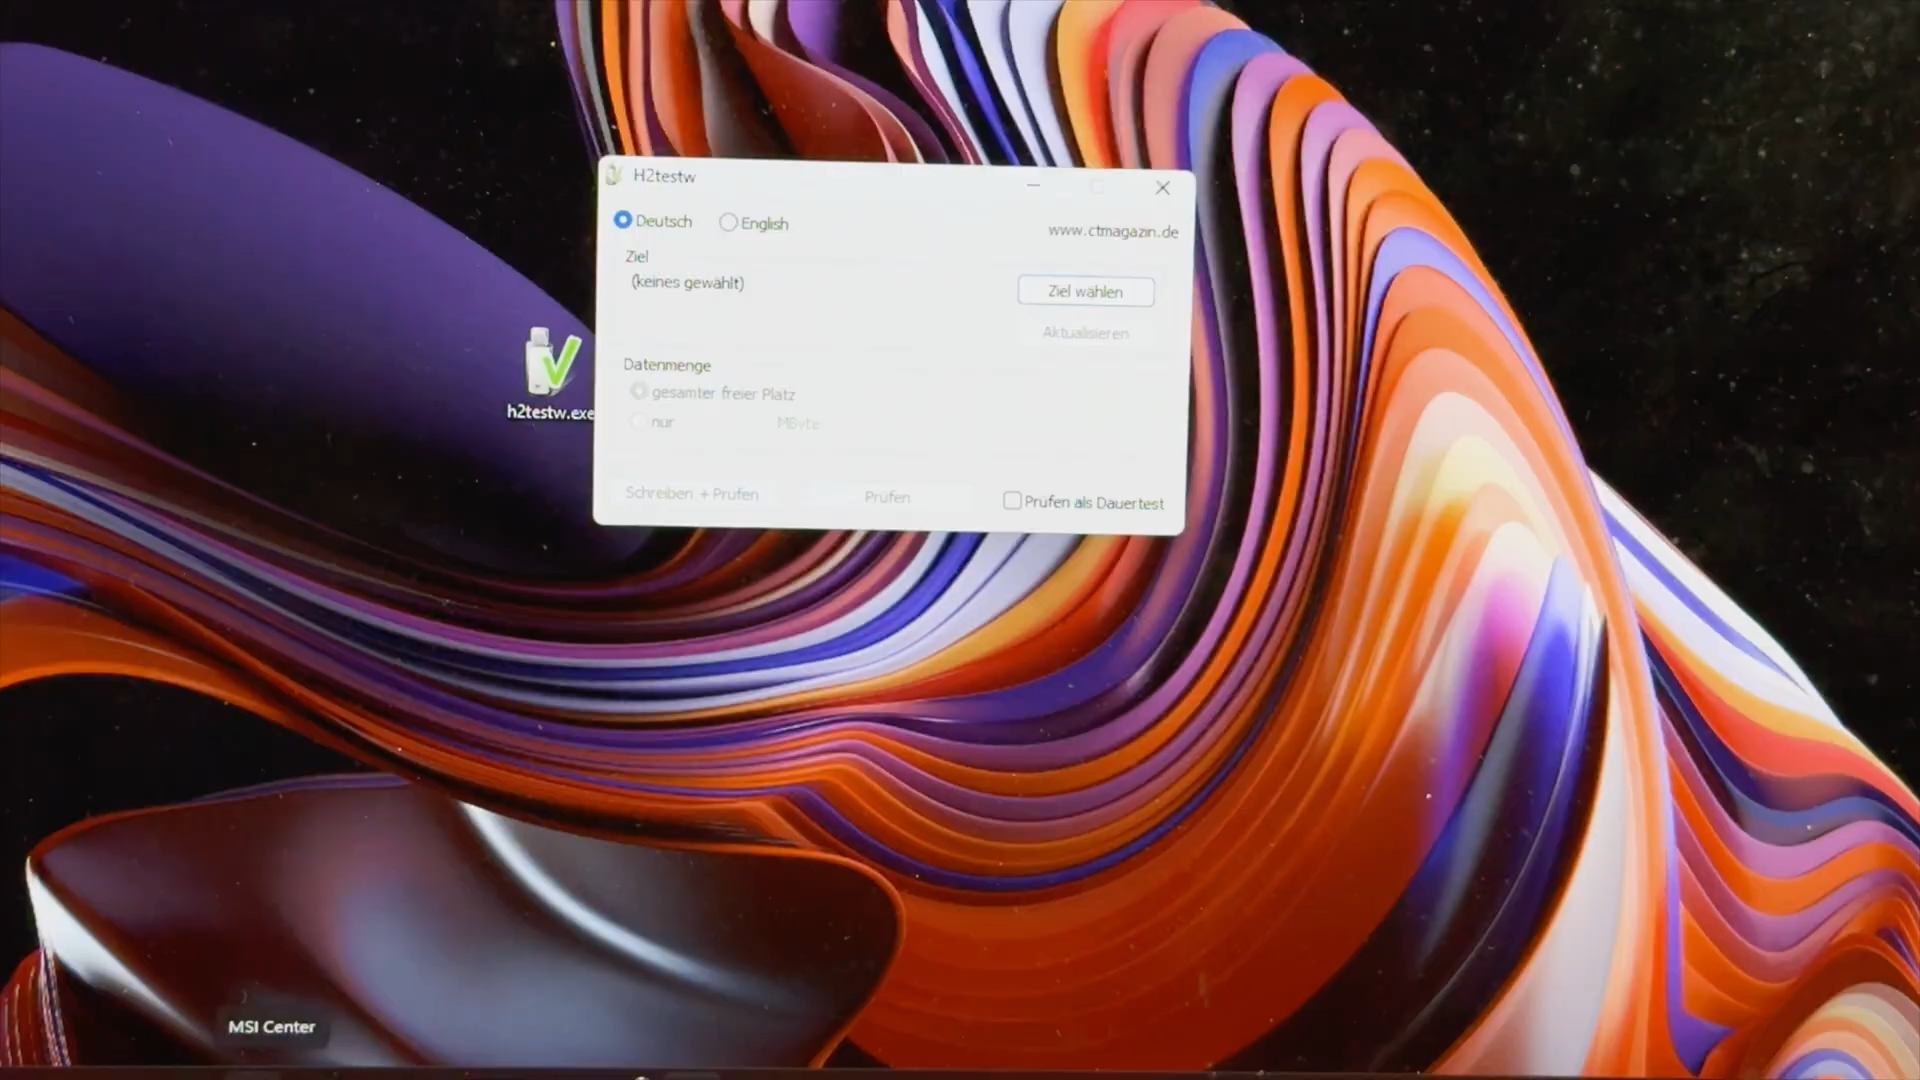 H2testw
Deutsch English
www.ctmagazin.de
Ziel
(keines gewählt)
Ziel wählen
Aktualisieren
Datenmenge
gesamter freier Platz
nur MByte
Schreiben + Prüfen Prüfen Prüfen als Dauertest
h2testw.exe
MSI Center